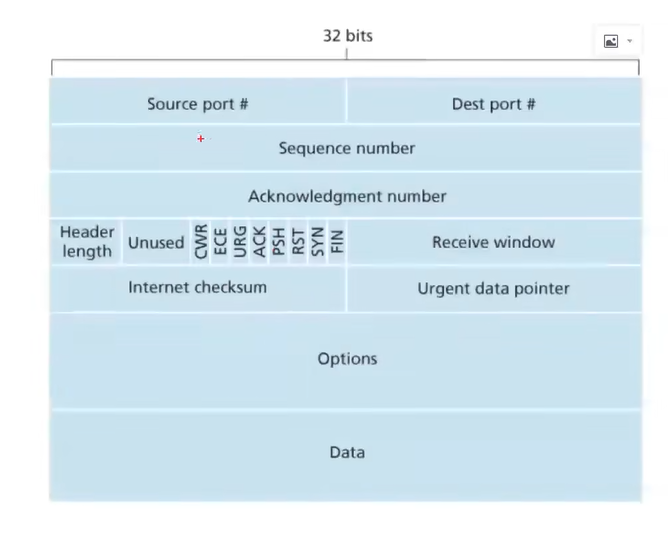 32 bits
Source port #
Dest port #
Sequence number
Acknowledgment number
Header
length
Unused
CWR
ECE
URG
ACK
PSH
RST
SYN
FIN
Receive window
Internet checksum
Urgent data pointer
Options
Data